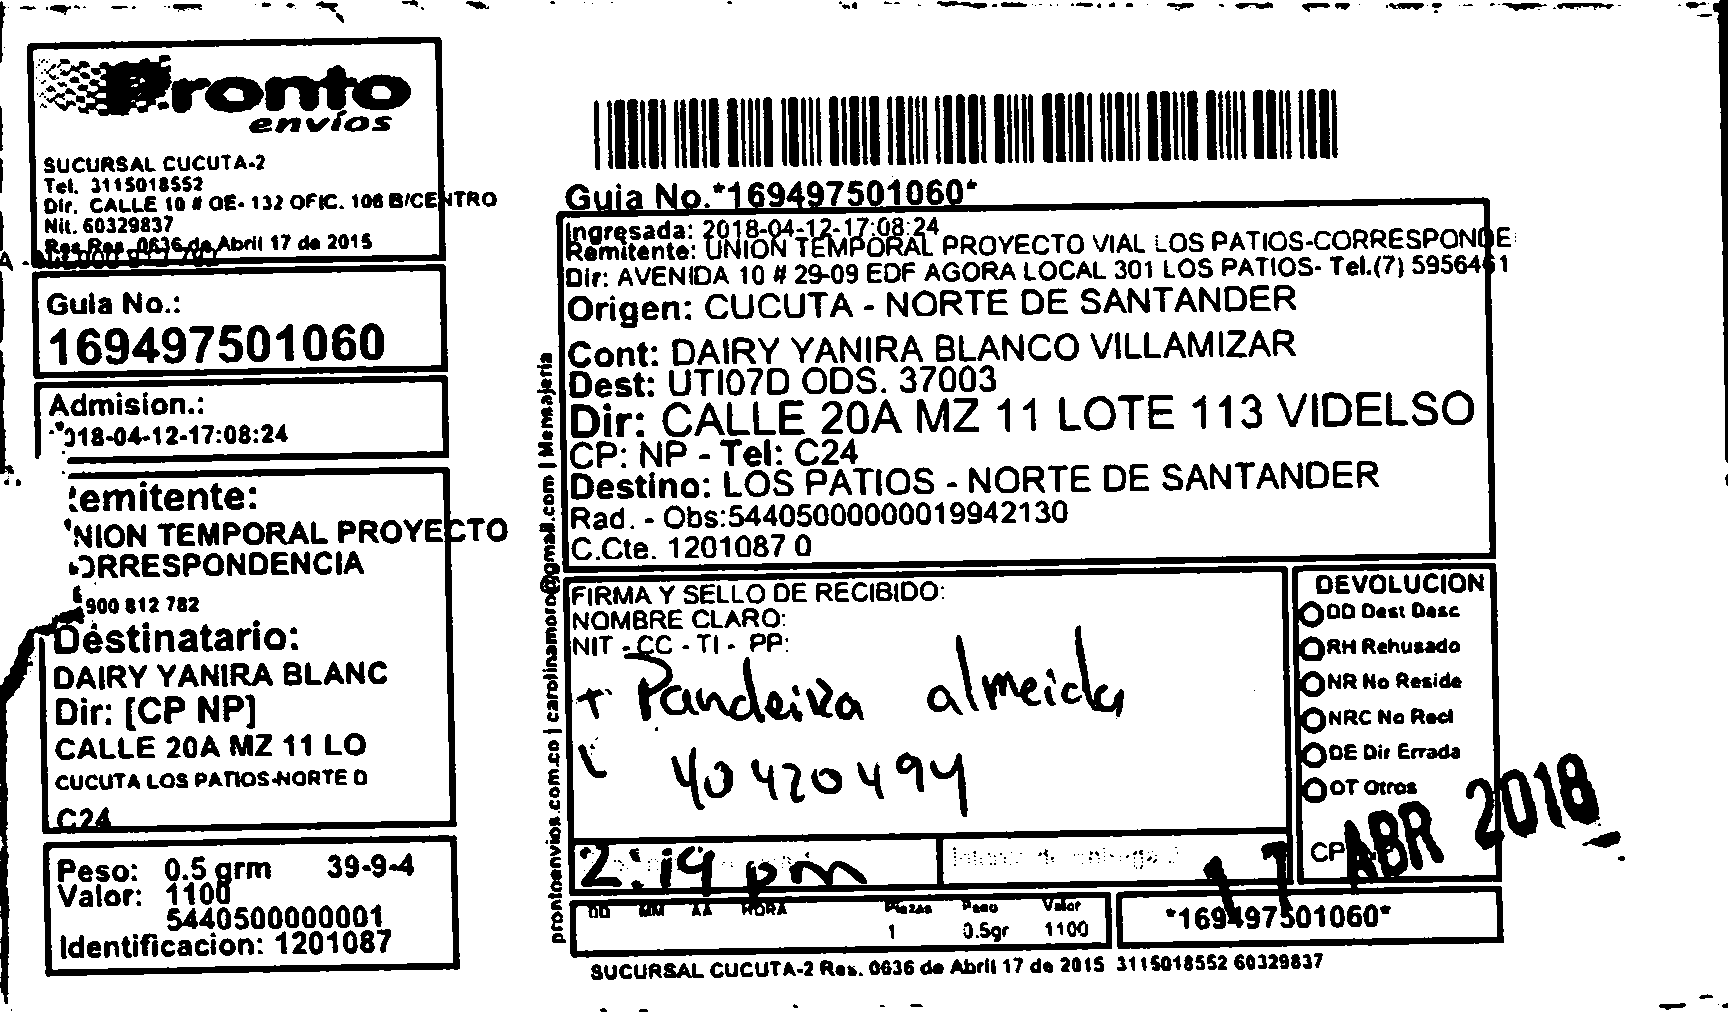 Pronto
envíos
SUCURSAL CUCUTA-2
Tel. 3115018552
Dir. CALLE 10 # OE- 132 OFIC. 106 B/CENTRO
Nit. 60329837
Res.Res. 0636 de Abril 17 de 2015
Guia No.:
169497501060
Admision.:
018-04-12-17:08:24
emitente:
NION TEMPORAL PROYECTO
ORRESPONDENCIA
900 812 782
Destinatario:
DAIRY YANIRA BLANC
Dir: [CP NP]
CALLE 20A MZ 11 LO
CUCUTA LOS PATIOS-NORTE D
C24
Peso: 0.5 grm 39-9-4
Valor: 1100
5440500000001
Identificacion: 1201087
prontoenvios.com.co | carolinamoro@gmail.com | Mensajeria
Guia No.*169497501060*
Ingresada: 2018-04-12-17:08:24
Remitente: UNION TEMPORAL PROYECTO VIAL LOS PATIOS-CORRESPONDE
Dir: AVENIDA 10 # 29-09 EDF AGORA LOCAL 301 LOS PATIOS- Tel.(7) 5956461
Origen: CUCUTA - NORTE DE SANTANDER
Cont: DAIRY YANIRA BLANCO VILLAMIZAR
Dest: UTI07D ODS. 37003
Dir: CALLE 20A MZ 11 LOTE 113 VIDELSO
CP: NP - Tel: C24
Destino: LOS PATIOS - NORTE DE SANTANDER
Rad. - Obs:54405000000019942130
C.Cte. 1201087 0
FIRMA Y SELLO DE RECIBIDO:
NOMBRE CLARO:
NIT - CC - TI - PP:
Pandeiva almeida
40420494
2:19 pm
DEVOLUCION
DD Dest Desc
RH Rehusado
NR No Reside
NRC No Recl
DE Dir Errada
OT Otros
CP
17 ABR 2018
DD MM AA HORA Piezas Peso Valor
1 0.5gr 1100
*169497501060*
SUCURSAL CUCUTA-2 Res. 0636 de Abril 17 de 2015 3115018552 60329837